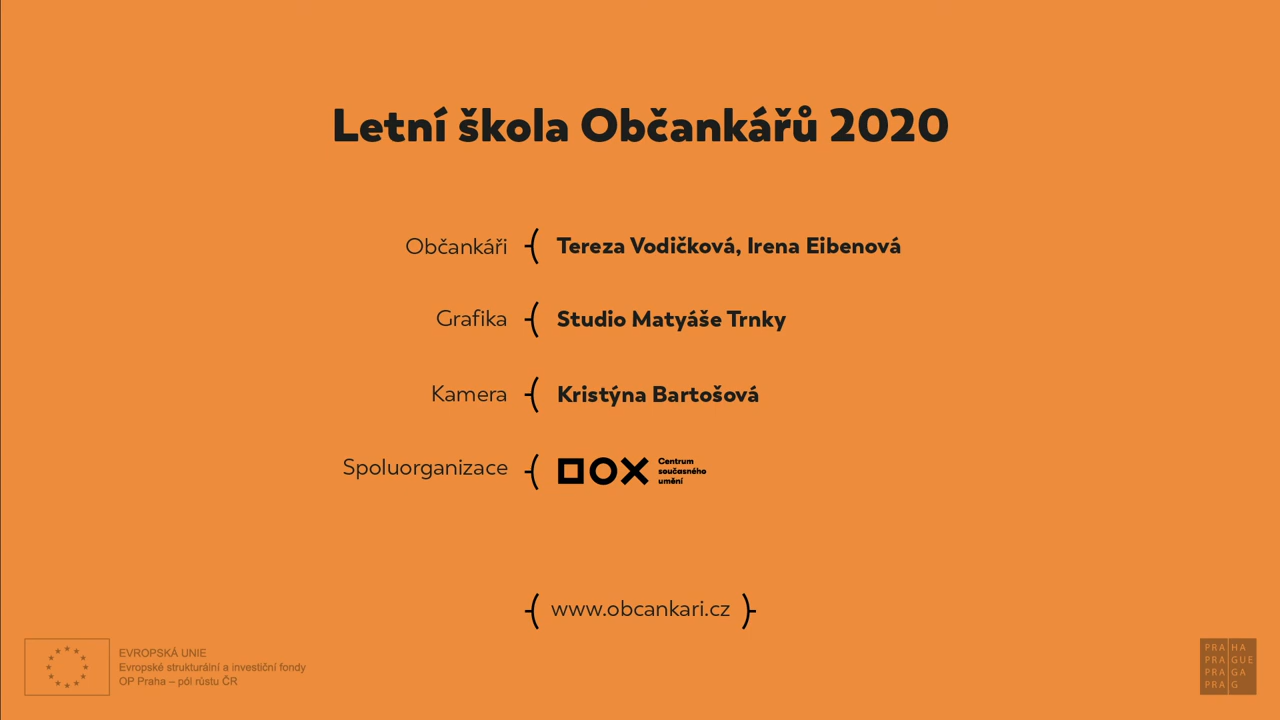 Letní škola Občankářů 2020
Občankáři Tereza Vodičková, Irena Eibenová
Grafika Studio Matyáše Trnky
Kamera Kristýna Bartošová
Spoluorganizace DOX Centrum
současného
umění
www.obcankari.cz
EVROPSKÁ UNIE
Evropské strukturální a investiční fondy
OP Praha – pól růstu ČR
PRA HA
PRA GUE
PRA GA
PRA G